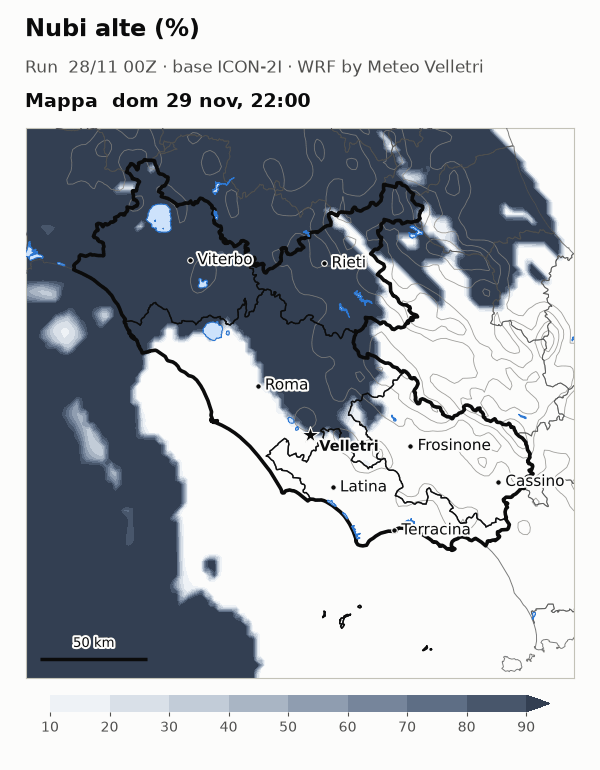 Nubi alte (%)
Run 28/11 00Z · base ICON-2I · WRF by Meteo Velletri
Mappa dom 29 nov, 22:00
Viterbo
Rieti
Roma
Velletri
Frosinone
Cassino
Latina
Terracina
50 km
10 20 30 40 50 60 70 80 90